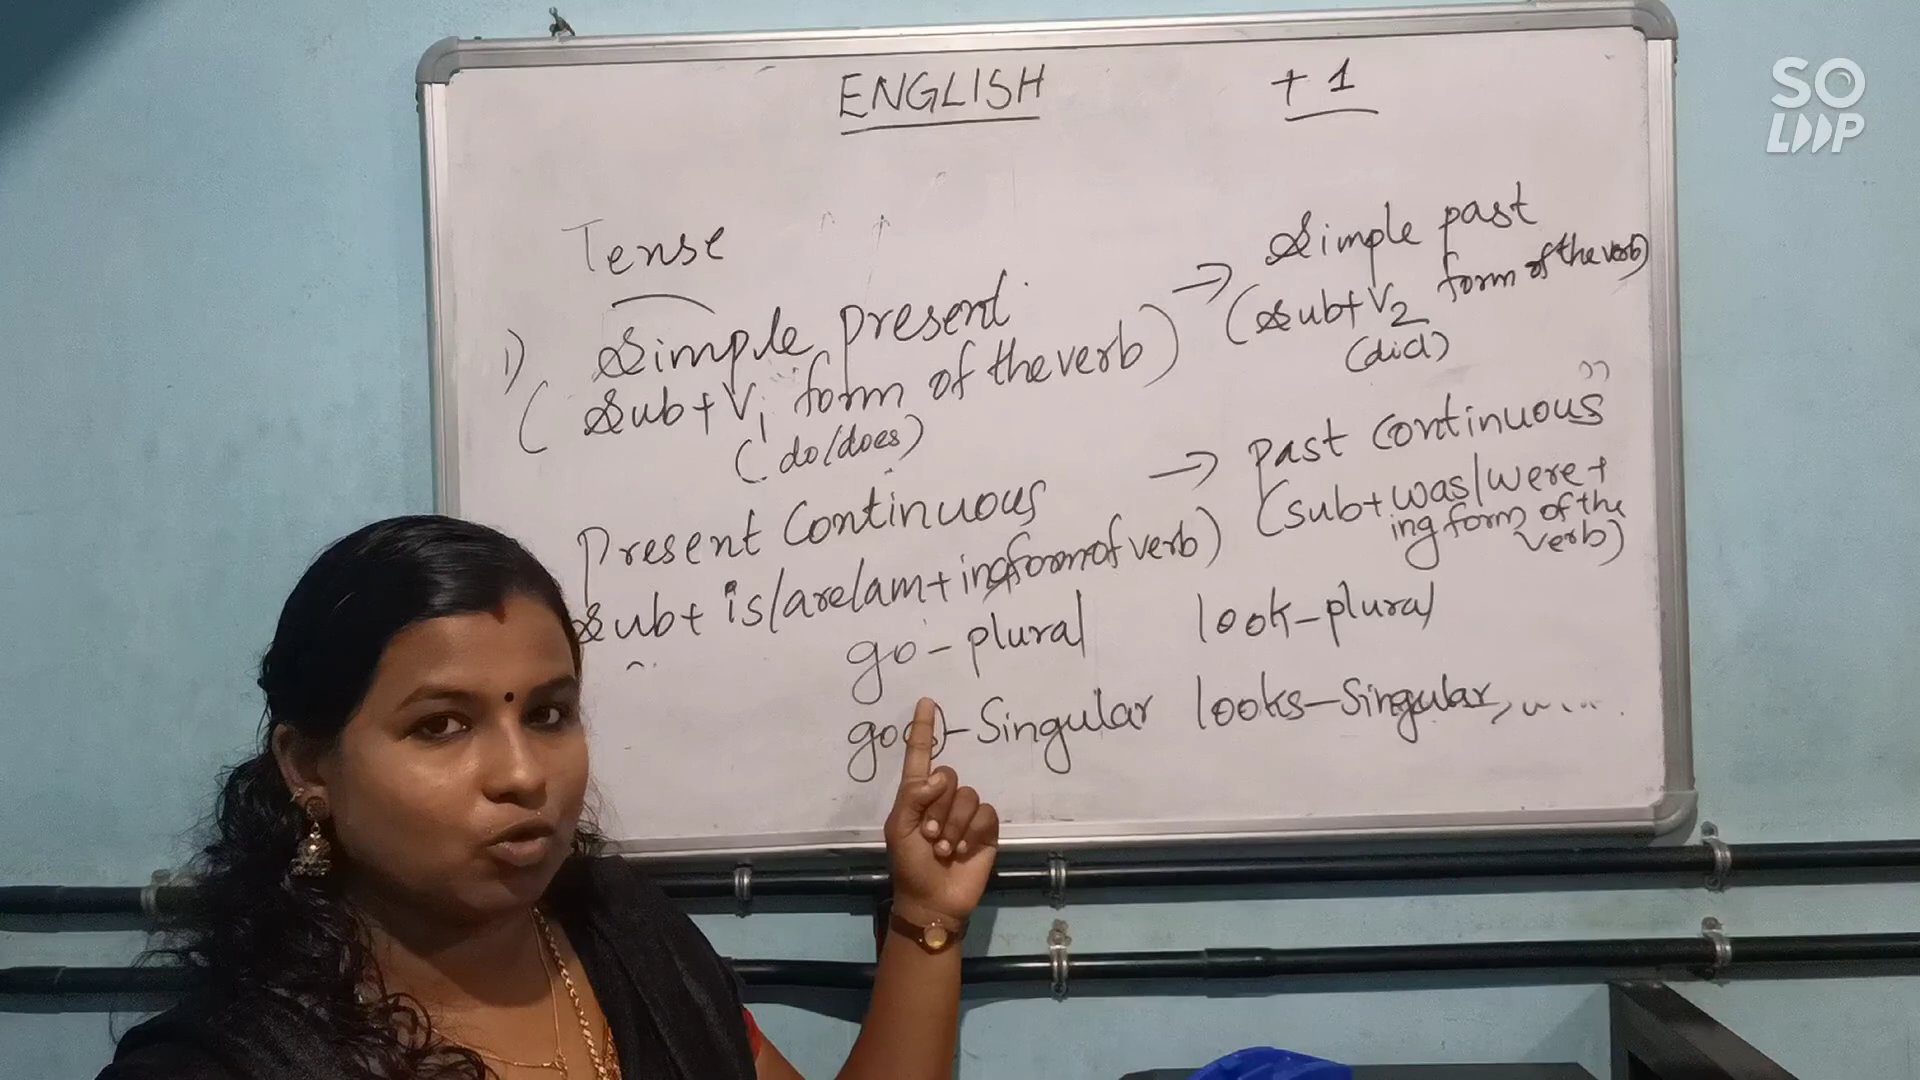 ENGLISH +1
Tense
1) Simple present
( Sub + V1 form of the verb)
(do/does)
→ Simple past
(Sub + V2 form of the verb)
(did)
Present Continuous
Sub + is/are/am + ing form of verb)
→ Past Continuous
(sub + was/were +
ing form of the
verb)
go - plural look - plural
goes - Singular looks - Singular, ......
SO
LOOP